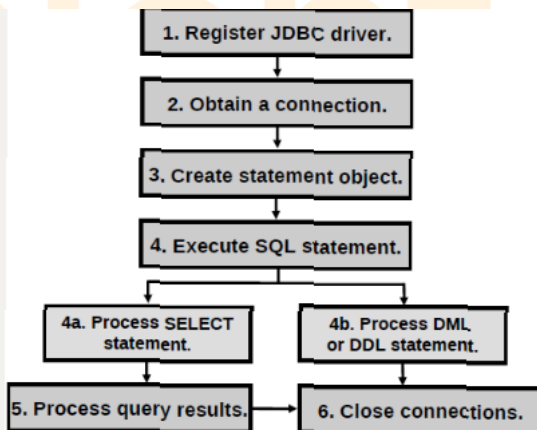 1. Register JDBC driver.
2. Obtain a connection.
3. Create statement object.
4. Execute SQL statement.
4a. Process SELECT
statement.
4b. Process DML
or DDL statement.
5. Process query results.
6. Close connections.